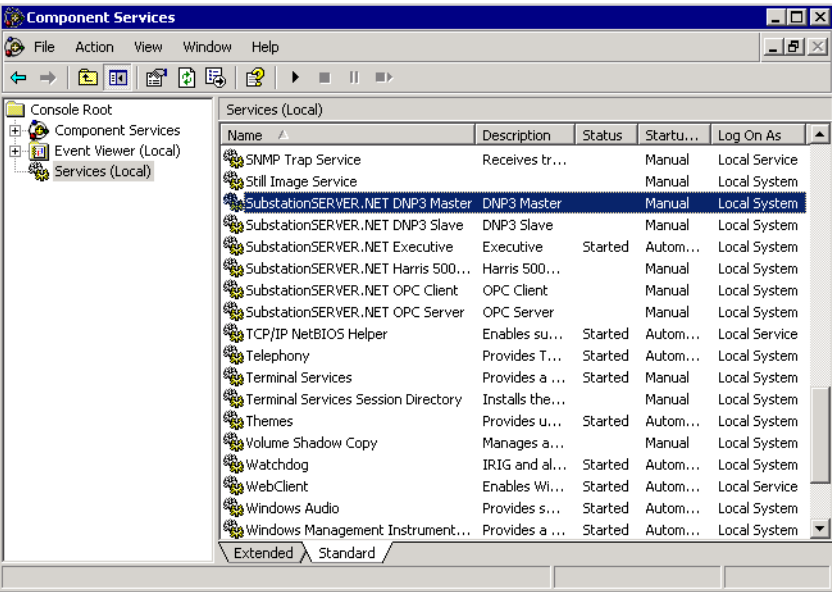 Component Services
File Action View Window Help
Console Root
Component Services
Event Viewer (Local)
Services (Local)
Services (Local)
Name Description Status Startu... Log On As
SNMP Trap Service Receives tr... Manual Local Service
Still Image Service Manual Local System
SubstationSERVER.NET DNP3 Master DNP3 Master Manual Local System
SubstationSERVER.NET DNP3 Slave DNP3 Slave Manual Local System
SubstationSERVER.NET Executive Executive Started Autom... Local System
SubstationSERVER.NET Harris 500... Harris 500... Manual Local System
SubstationSERVER.NET OPC Client OPC Client Manual Local System
SubstationSERVER.NET OPC Server OPC Server Manual Local System
TCP/IP NetBIOS Helper Enables su... Started Autom... Local Service
Telephony Provides T... Started Autom... Local System
Terminal Services Provides a ... Started Manual Local System
Terminal Services Session Directory Installs the... Manual Local System
Themes Provides u... Started Autom... Local System
Volume Shadow Copy Manages a... Manual Local System
Watchdog IRIG and al... Started Autom... Local System
WebClient Enables Wi... Started Autom... Local Service
Windows Audio Provides s... Started Autom... Local System
Windows Management Instrument... Provides a ... Started Autom... Local System
Extended Standard